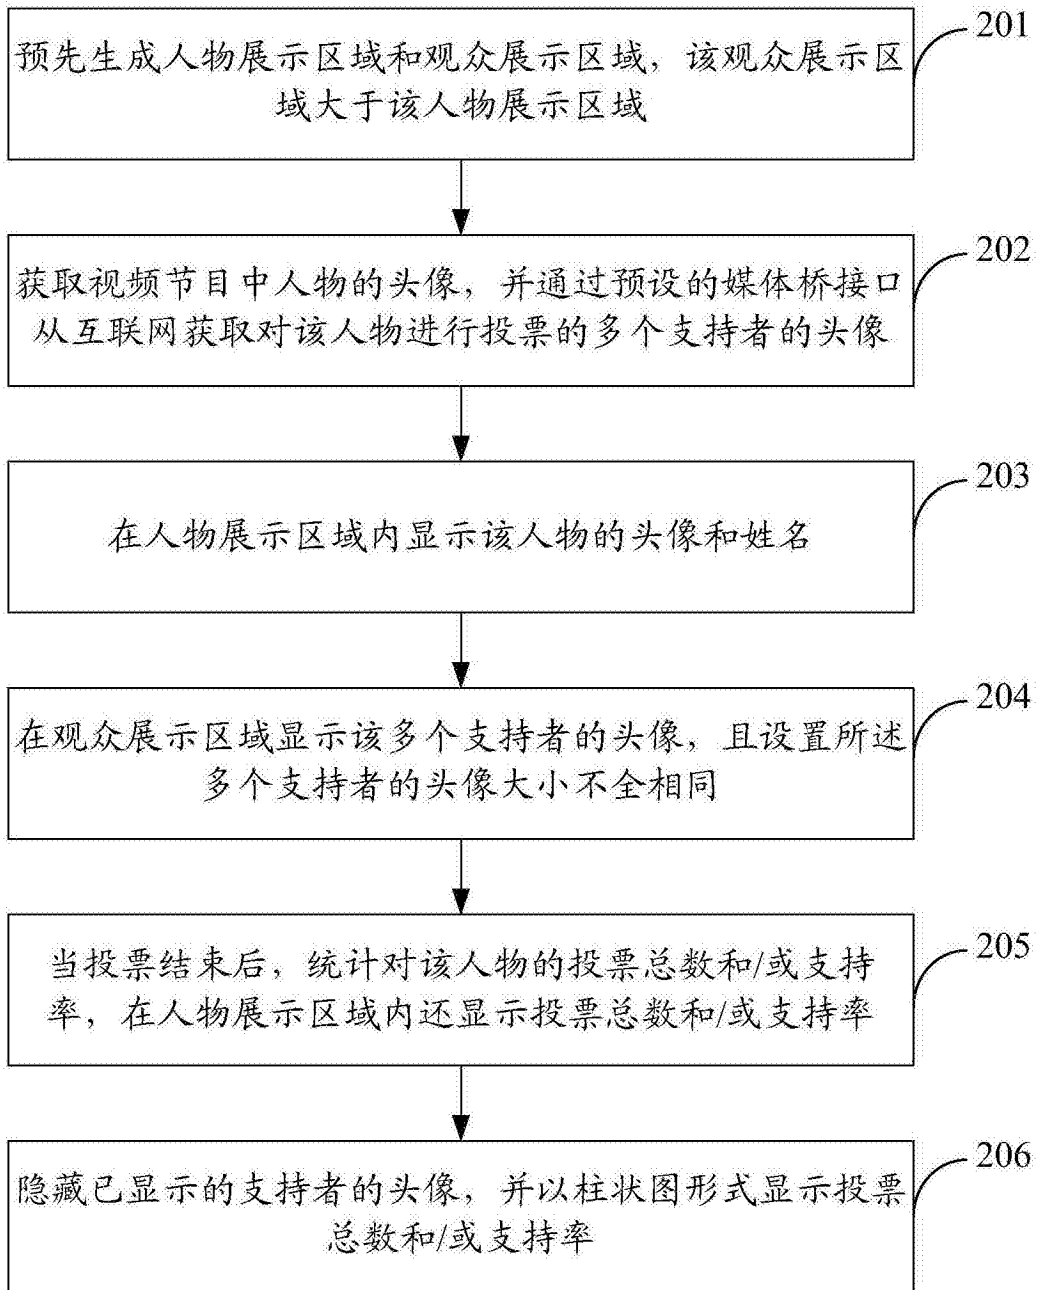 201
预先生成人物展示区域和观众展示区域，该观众展示区
域大于该人物展示区域
202
获取视频节目中人物的头像，并通过预设的媒体桥接口
从互联网获取对该人物进行投票的多个支持者的头像
203
在人物展示区域内显示该人物的头像和姓名
204
在观众展示区域显示该多个支持者的头像，且设置所述
多个支持者的头像大小不全相同
205
当投票结束后，统计对该人物的投票总数和/或支持
率，在人物展示区域内还显示投票总数和/或支持率
206
隐藏已显示的支持者的头像，并以柱状图形式显示投票
总数和/或支持率